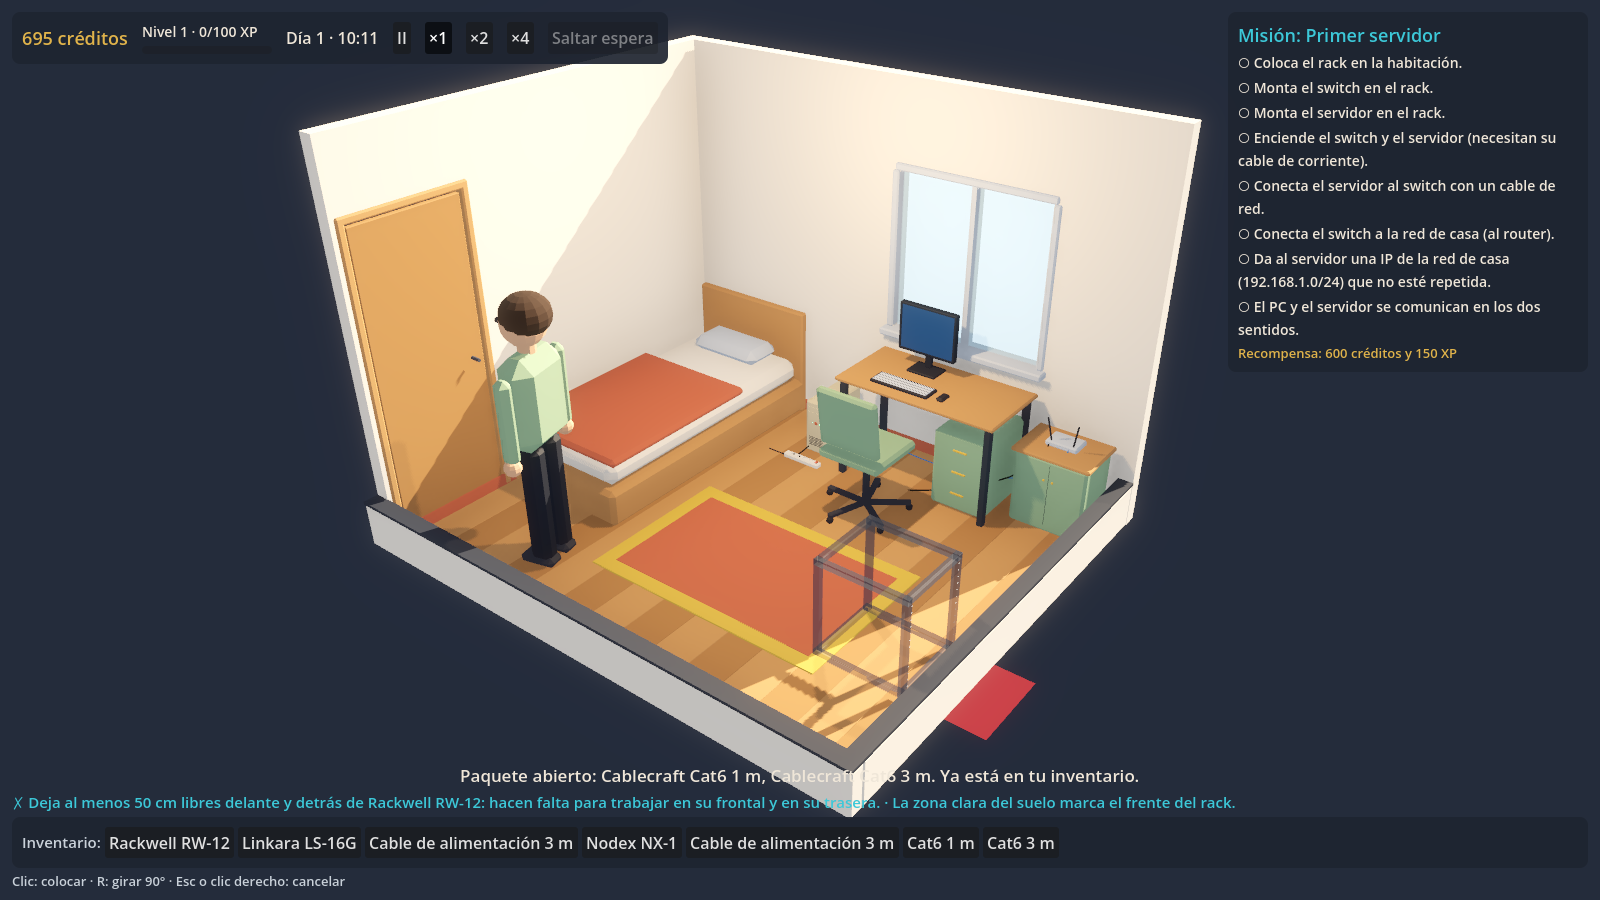 695 créditos
Nivel 1 · 0/100 XP
Día 1 · 10:11
II
×1
×2
×4
Saltar espera
Misión: Primer servidor
○ Coloca el rack en la habitación.
○ Monta el switch en el rack.
○ Monta el servidor en el rack.
○ Enciende el switch y el servidor (necesitan su
cable de corriente).
○ Conecta el servidor al switch con un cable de
red.
○ Conecta el switch a la red de casa (al router).
○ Da al servidor una IP de la red de casa
(192.168.1.0/24) que no esté repetida.
○ El PC y el servidor se comunican en los dos
sentidos.
Recompensa: 600 créditos y 150 XP
Paquete abierto: Cablecraft Cat6 1 m, Cablecraft Cat6 3 m. Ya está en tu inventario.
✗ Deja al menos 50 cm libres delante y detrás de Rackwell RW-12: hacen falta para trabajar en su frontal y en su trasera. · La zona clara del suelo marca el frente del rack.
Inventario: Rackwell RW-12 Linkara LS-16G Cable de alimentación 3 m Nodex NX-1 Cable de alimentación 3 m Cat6 1 m Cat6 3 m
Clic: colocar · R: girar 90° · Esc o clic derecho: cancelar